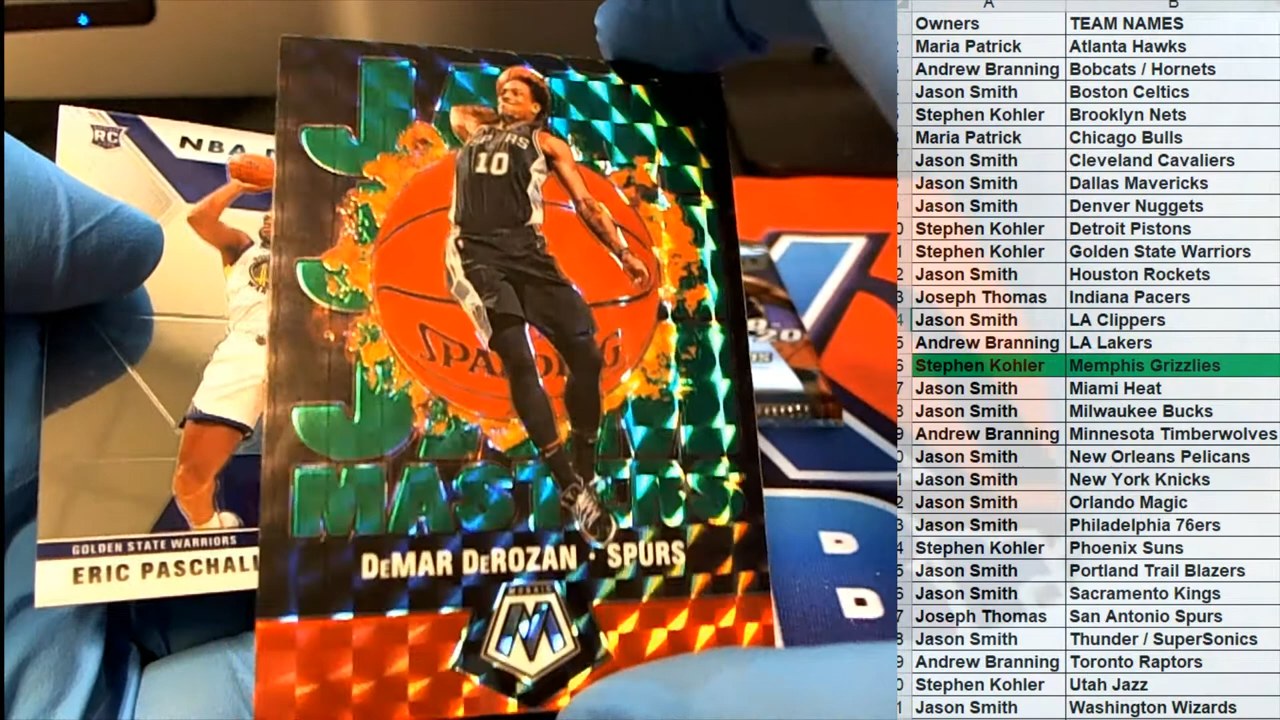 RC
NBA
GOLDEN STATE WARRIORS
ERIC PASCHALL
10
SPALDING
JAM
MASTERS
DEMAR DEROZAN · SPURS
MOSAIC
M
A B
Owners TEAM NAMES
Maria Patrick Atlanta Hawks
Andrew Branning Bobcats / Hornets
Jason Smith Boston Celtics
Stephen Kohler Brooklyn Nets
Maria Patrick Chicago Bulls
Jason Smith Cleveland Cavaliers
Jason Smith Dallas Mavericks
Jason Smith Denver Nuggets
Stephen Kohler Detroit Pistons
Stephen Kohler Golden State Warriors
Jason Smith Houston Rockets
Joseph Thomas Indiana Pacers
Jason Smith LA Clippers
Andrew Branning LA Lakers
Stephen Kohler Memphis Grizzlies
Jason Smith Miami Heat
Jason Smith Milwaukee Bucks
Andrew Branning Minnesota Timberwolves
Jason Smith New Orleans Pelicans
Jason Smith New York Knicks
Jason Smith Orlando Magic
Jason Smith Philadelphia 76ers
Stephen Kohler Phoenix Suns
Jason Smith Portland Trail Blazers
Jason Smith Sacramento Kings
Joseph Thomas San Antonio Spurs
Jason Smith Thunder / SuperSonics
Andrew Branning Toronto Raptors
Stephen Kohler Utah Jazz
Jason Smith Washington Wizards